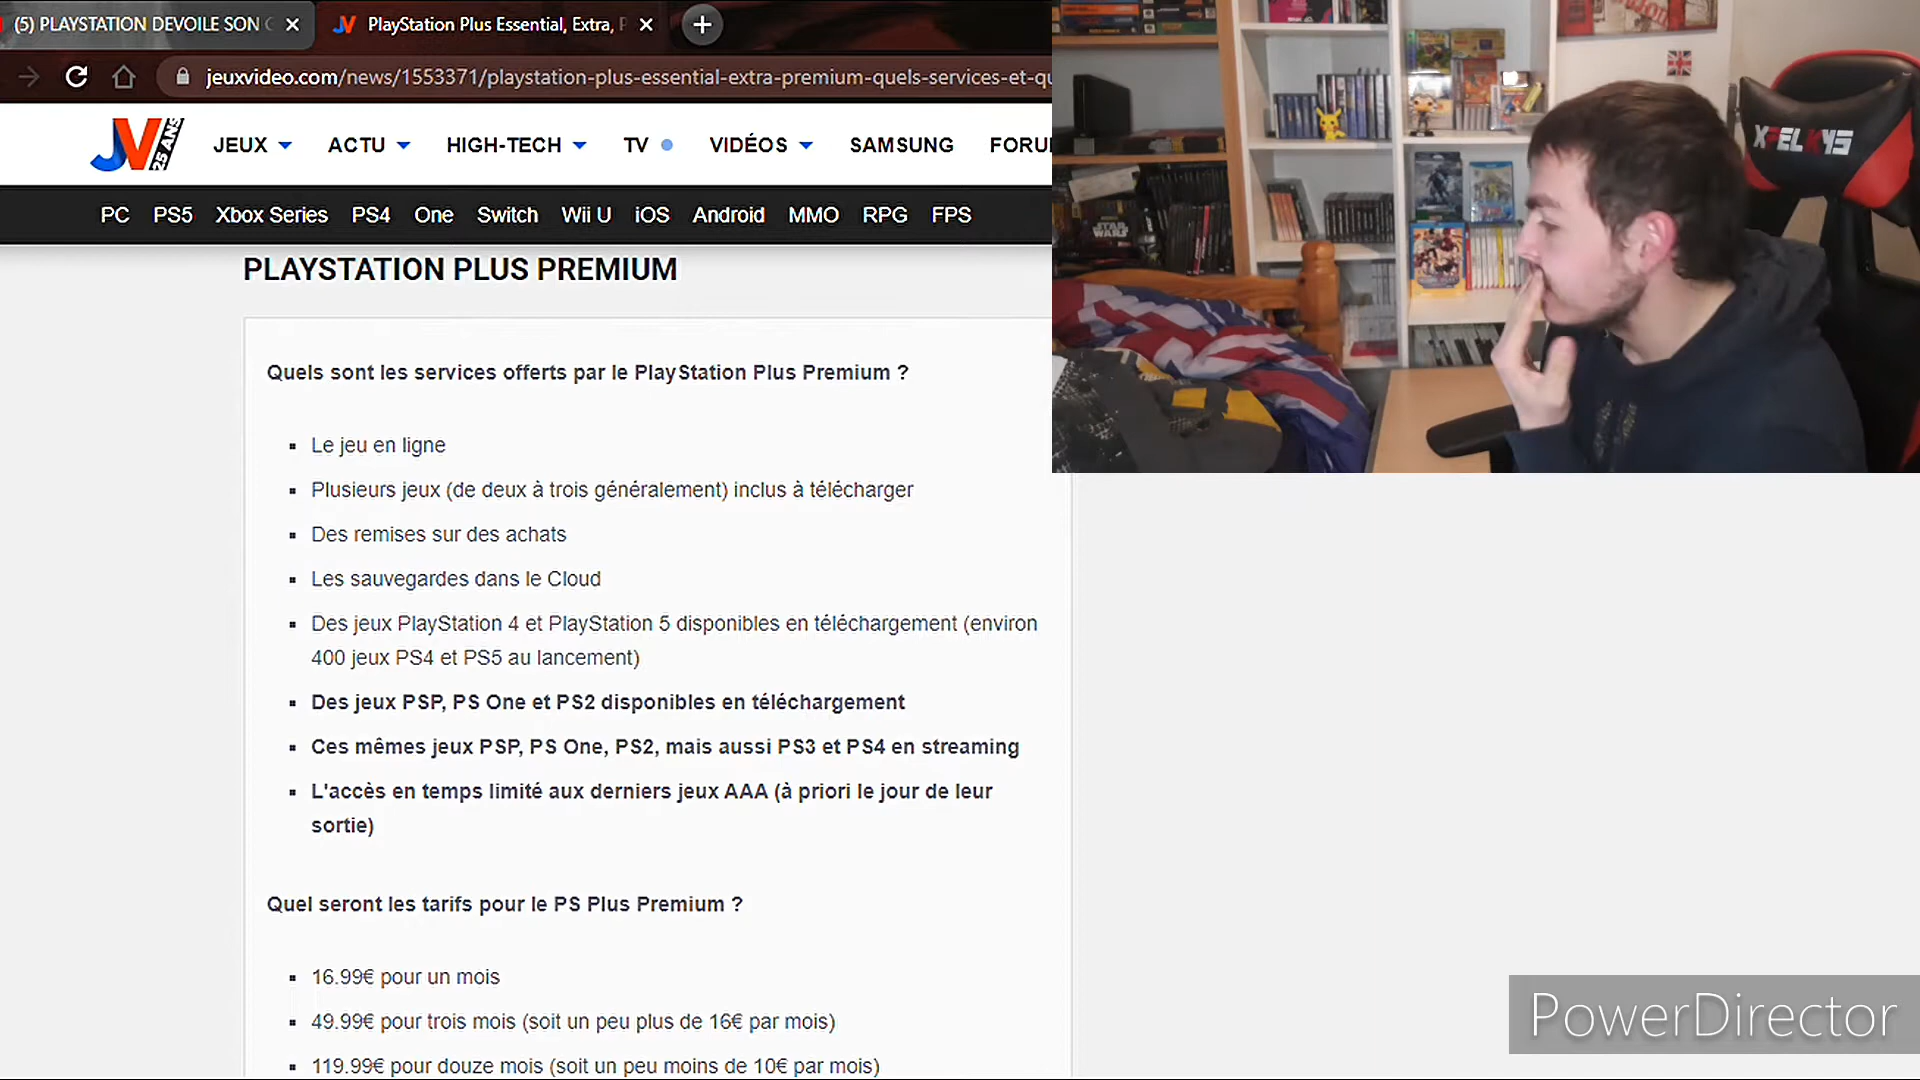 (5) PLAYSTATION DEVOILE SON
PlayStation Plus Essential, Extra,
jeuxvideo.com/news/1553371/playstation-plus-essential-extra-premium-quels-services-et-qu
JV 25 ANS
JEUX ACTU HIGH-TECH TV VIDÉOS SAMSUNG FORU
PC PS5 Xbox Series PS4 One Switch Wii U iOS Android MMO RPG FPS
PLAYSTATION PLUS PREMIUM
Quels sont les services offerts par le PlayStation Plus Premium ?
Le jeu en ligne
Plusieurs jeux (de deux à trois généralement) inclus à télécharger
Des remises sur des achats
Les sauvegardes dans le Cloud
Des jeux PlayStation 4 et PlayStation 5 disponibles en téléchargement (environ
400 jeux PS4 et PS5 au lancement)
Des jeux PSP, PS One et PS2 disponibles en téléchargement
Ces mêmes jeux PSP, PS One, PS2, mais aussi PS3 et PS4 en streaming
L'accès en temps limité aux derniers jeux AAA (à priori le jour de leur
sortie)
Quel seront les tarifs pour le PS Plus Premium ?
16.99€ pour un mois
49.99€ pour trois mois (soit un peu plus de 16€ par mois)
119.99€ pour douze mois (soit un peu moins de 10€ par mois)
STAR
WARS
PowerDirector